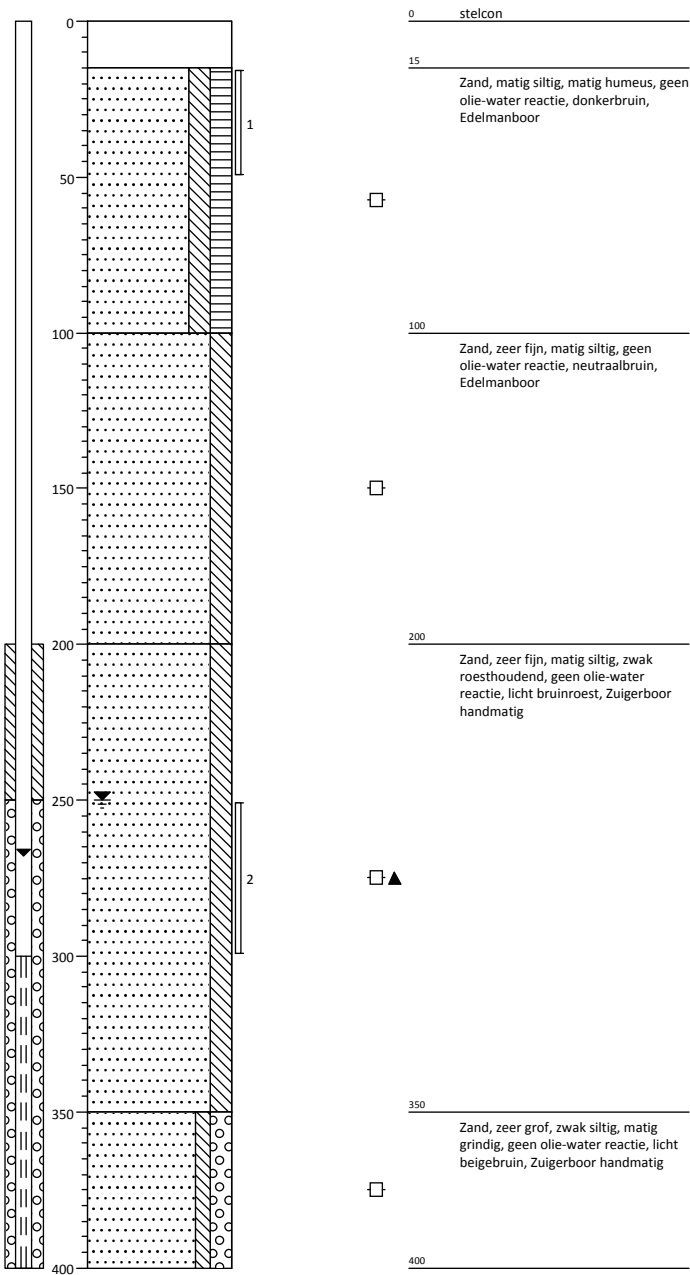 0
50
100
150
200
250
300
350
400
1
2
0
stelcon
15
Zand, matig siltig, matig humeus, geen
olie-water reactie, donkerbruin,
Edelmanboor
100
Zand, zeer fijn, matig siltig, geen
olie-water reactie, neutraalbruin,
Edelmanboor
200
Zand, zeer fijn, matig siltig, zwak
roesthoudend, geen olie-water
reactie, licht bruinroest, Zuigerboor
handmatig
350
Zand, zeer grof, zwak siltig, matig
grindig, geen olie-water reactie, licht
beigebruin, Zuigerboor handmatig
400